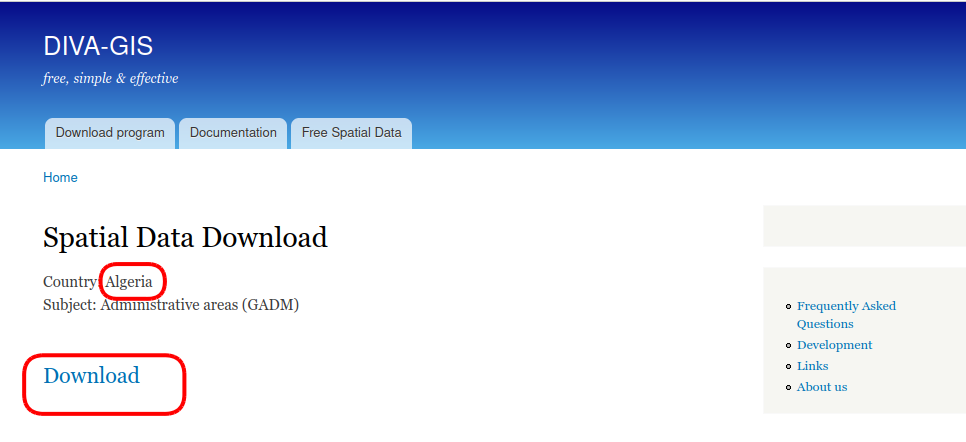 DIVA-GIS
free, simple & effective
Download program
Documentation
Free Spatial Data
Home
Spatial Data Download
Country: Algeria
Subject: Administrative areas (GADM)
Download
Frequently Asked
Questions
Development
Links
About us